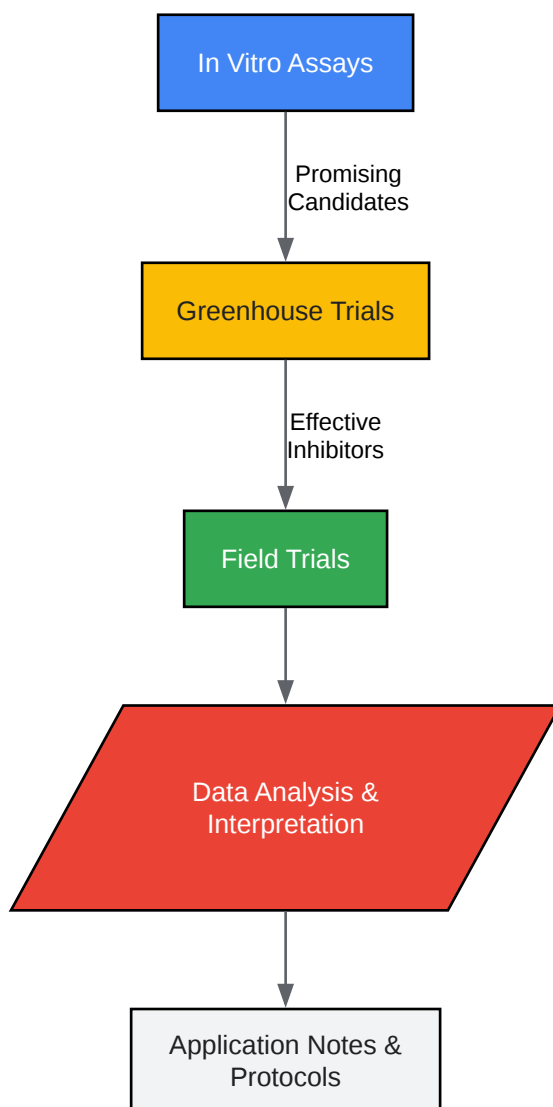 In Vitro Assays
Promising
Candidates
Greenhouse Trials
Effective
Inhibitors
Field Trials
Data Analysis &
Interpretation
Application Notes &
Protocols